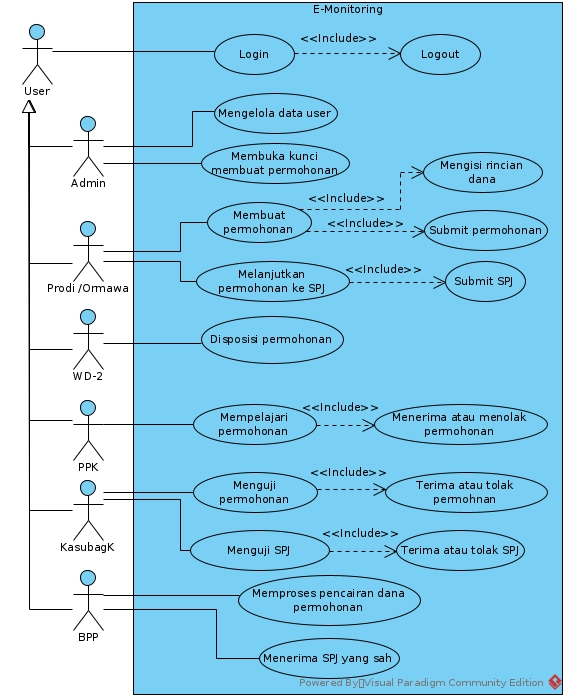 E-Monitoring
<<Include>>
Login
Logout
User
Mengelola data user
Membuka kunci
membuat permohonan
Admin
Mengisi rincian
dana
<<Include>>
Membuat
permohonan
<<Include>>
Submit permohonan
Prodi /Ormawa
Melanjutkan
permohonan ke SPJ
<<Include>>
Submit SPJ
Disposisi permohonan
WD-2
Mempelajari
permohonan
<<Include>>
Menerima atau menolak
permohonan
PPK
Menguji
permohonan
<<Include>>
Terima atau tolak
permohnan
KasubagK
Menguji SPJ
<<Include>>
Terima atau tolak SPJ
Memproses pencairan dana
permohonan
BPP
Menerima SPJ yang sah
Powered By Visual Paradigm Community Edition